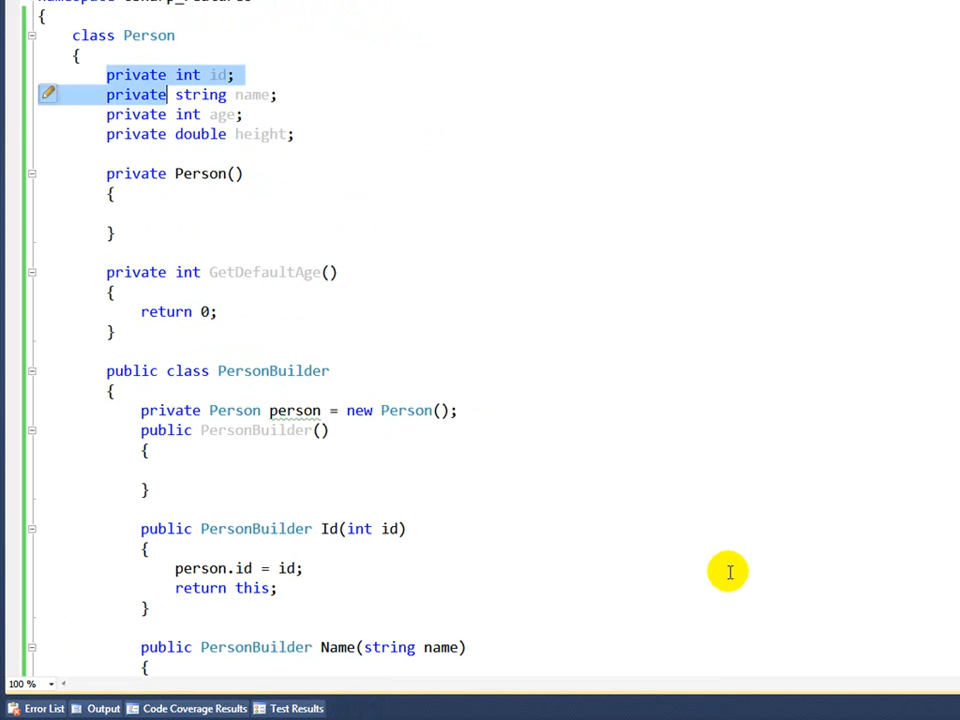 {
class Person
{
private int id;
private string name;
private int age;
private double height;
private Person()
{
}
private int GetDefaultAge()
{
return 0;
}
public class PersonBuilder
{
private Person person = new Person();
public PersonBuilder()
{
}
public PersonBuilder Id(int id)
{
person.id = id;
return this;
}
public PersonBuilder Name(string name)
{
100 %
Error List Output Code Coverage Results Test Results